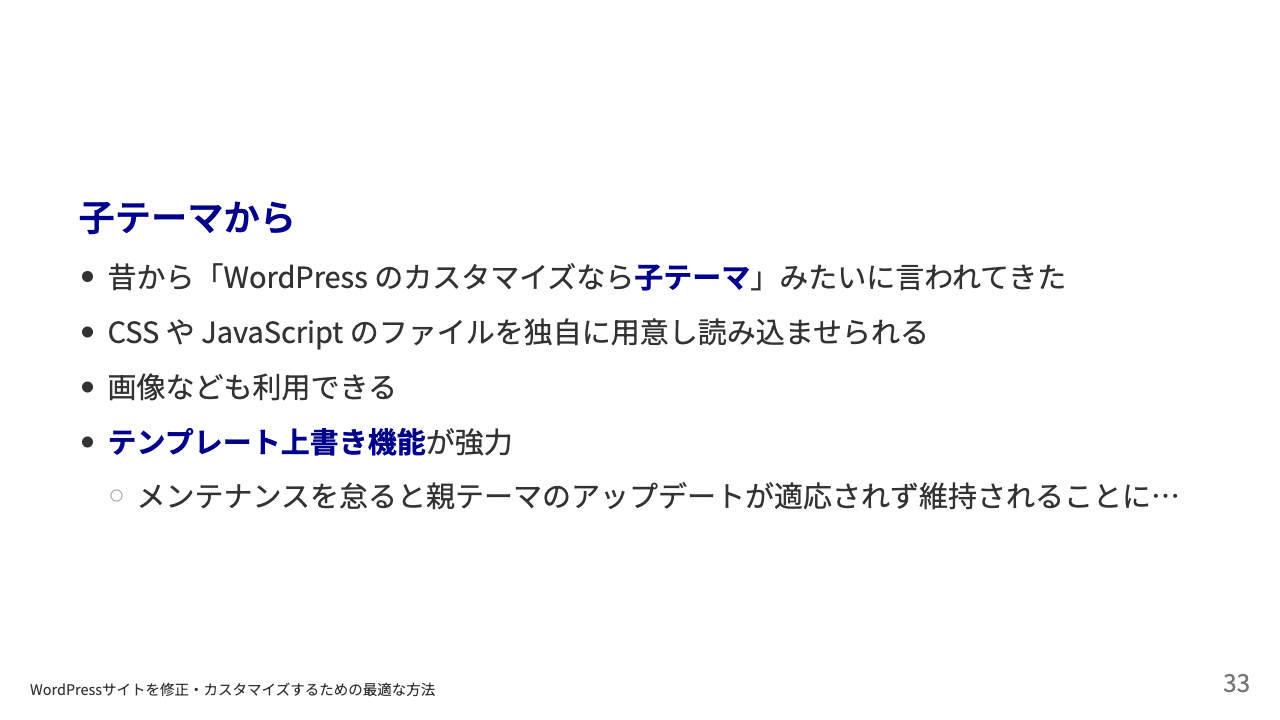 子テーマから
昔から「WordPress のカスタマイズなら子テーマ」みたいに言われてきた
CSS や JavaScript のファイルを独自に用意し読み込ませられる
画像なども利用できる
テンプレート上書き機能が強力
メンテナンスを怠ると親テーマのアップデートが適応されず維持されることに…
WordPressサイトを修正・カスタマイズするための最適な方法
33